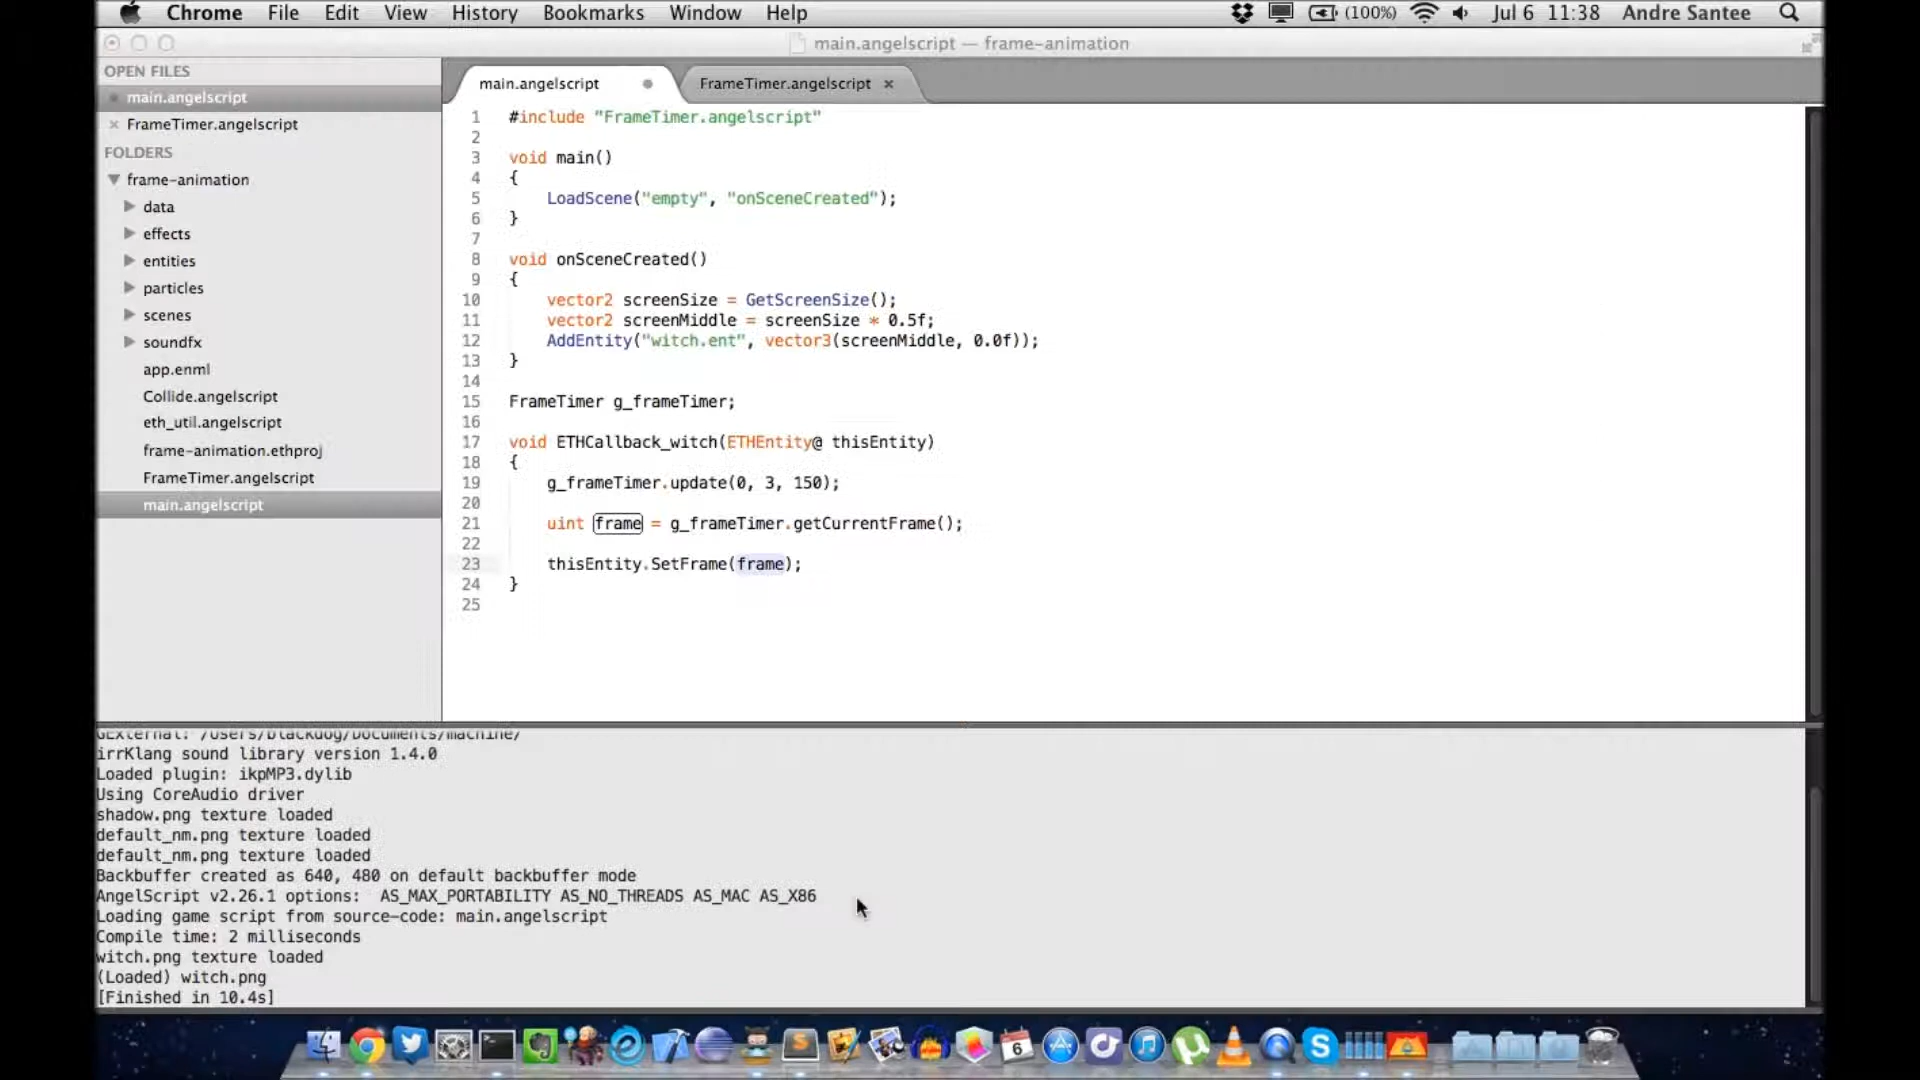 Chrome File Edit View History Bookmarks Window Help (100%) Jul 6 11:38 Andre Santee
main.angelscript — frame-animation
OPEN FILES
main.angelscript
FrameTimer.angelscript
FOLDERS
frame-animation
data
effects
entities
particles
scenes
soundfx
app.enml
Collide.angelscript
eth_util.angelscript
frame-animation.ethproj
FrameTimer.angelscript
main.angelscript
main.angelscript FrameTimer.angelscript
1 #include "FrameTimer.angelscript"
2
3 void main()
4 {
5 LoadScene("empty", "onSceneCreated");
6 }
7
8 void onSceneCreated()
9 {
10 vector2 screenSize = GetScreenSize();
11 vector2 screenMiddle = screenSize * 0.5f;
12 AddEntity("witch.ent", vector3(screenMiddle, 0.0f));
13 }
14
15 FrameTimer g_frameTimer;
16
17 void ETHCallback_witch(ETHEntity@ thisEntity)
18 {
19 g_frameTimer.update(0, 3, 150);
20
21 uint frame = g_frameTimer.getCurrentFrame();
22
23 thisEntity.SetFrame(frame);
24 }
25
GExternal: /Users/blackdog/Documents/machine/
irrKlang sound library version 1.4.0
Loaded plugin: ikpMP3.dylib
Using CoreAudio driver
shadow.png texture loaded
default_nm.png texture loaded
default_nm.png texture loaded
Backbuffer created as 640, 480 on default backbuffer mode
AngelScript v2.26.1 options: AS_MAX_PORTABILITY AS_NO_THREADS AS_MAC AS_X86
Loading game script from source-code: main.angelscript
Compile time: 2 milliseconds
witch.png texture loaded
(Loaded) witch.png
[Finished in 10.4s]
6